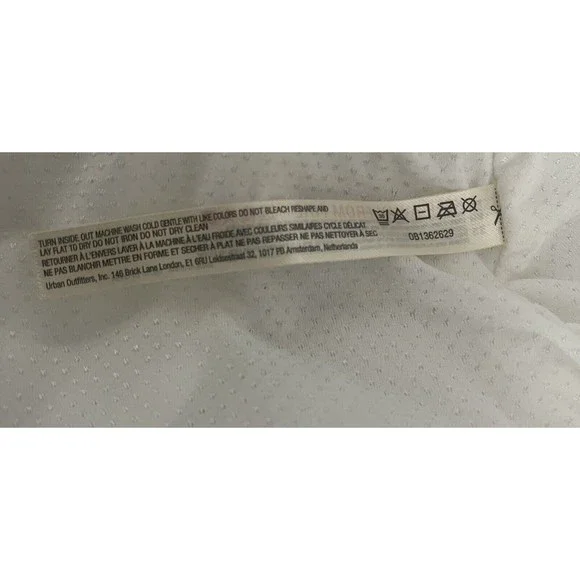 TURN INSIDE OUT MACHINE WASH COLD GENTLE WITH LIKE COLORS DO NOT BLEACH RESHAPE AND
LAY FLAT TO DRY DO NOT IRON DO NOT DRY CLEAN
RETOURNER À L'ENVERS LAVER À LA MACHINE À L'EAU FROIDE AVEC COULEURS SIMILAIRES CYCLE DÉLICAT
NE PAS BLANCHIR METTRE EN FORME ET SÉCHER À PLAT NE PAS REPASSER NE PAS NETTOYER À SEC
Urban Outfitters, Inc. 146 Brick Lane London, E1 6RU Leidsestraat 32, 1017 PB Amsterdam, Netherlands
0B1362629